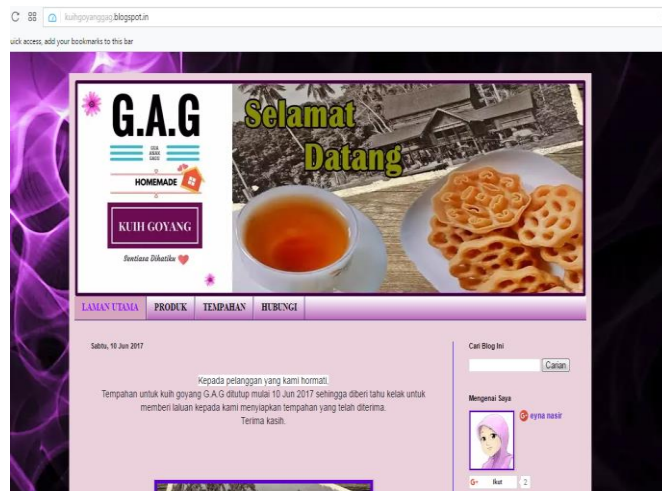 kuihgoyanggag.blogspot.in
uick access, add your bookmarks to this bar
G.A.G
HOMEMADE
KUIH GOYANG
Sentiasa Dihatiku
Selamat
Datang
LAMAN UTAMA PRODUK TEMPAHAN HUBUNGI
Sabtu, 10 Jun 2017
Kepada pelanggan yang kami hormati,
Tempahan untuk kuih goyang G.A.G ditutup mulai 10 Jun 2017 sehingga diberi tahu kelak untuk
memberi laluan kepada kami menyiapkan tempahan yang telah diterima.
Terima kasih.
Cari Blog Ini
Carian
Mengenai Saya
G+ eyna nasir
G+ Ikut 2